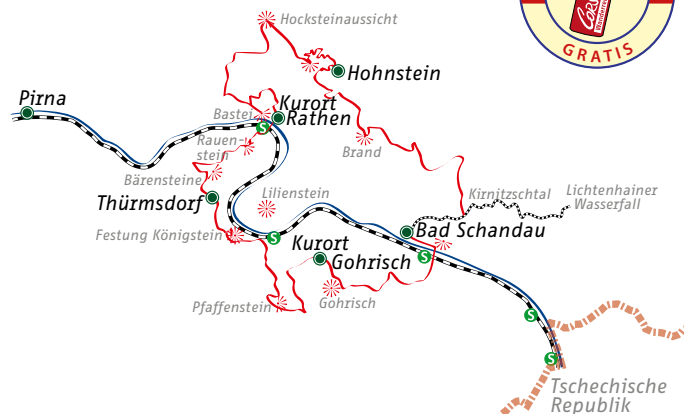 Hocksteinaussicht
GRATIS
Hohnstein
Pirna
Kurort
Rathen
Bastei
Rauen-
stein
Brand
Bärensteine
Thürmsdorf
Lilienstein
Kirnitzschtal
Lichtenhainer
Wasserfall
Festung Königstein
Bad Schandau
Kurort
Gohrisch
Pfaffenstein
Gohrisch
S
S
S
S
S
Tschechische
Republik